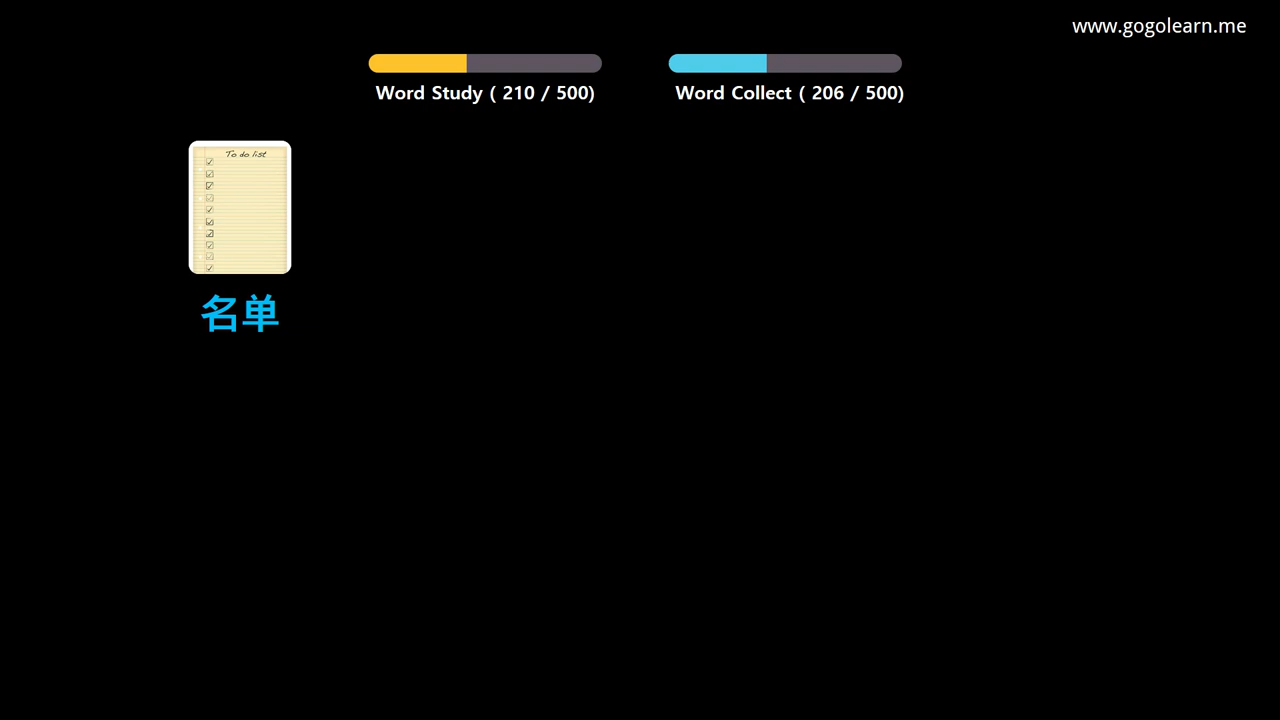 www.gogolearn.me
Word Study ( 210 / 500)
Word Collect ( 206 / 500)
To do list
名单